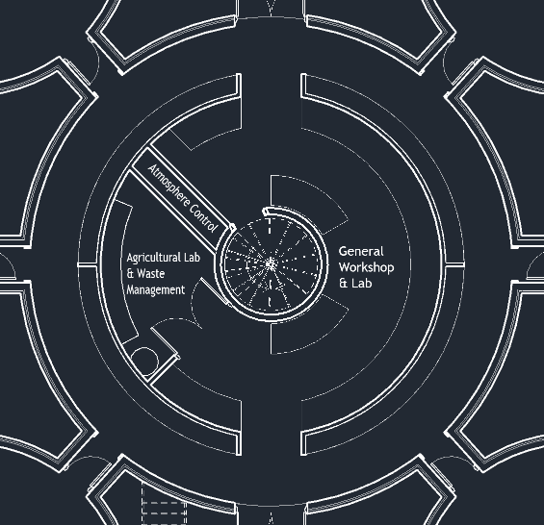 Atmosphere Control
Agricultural Lab
& Waste
Management
General
Workshop
& Lab